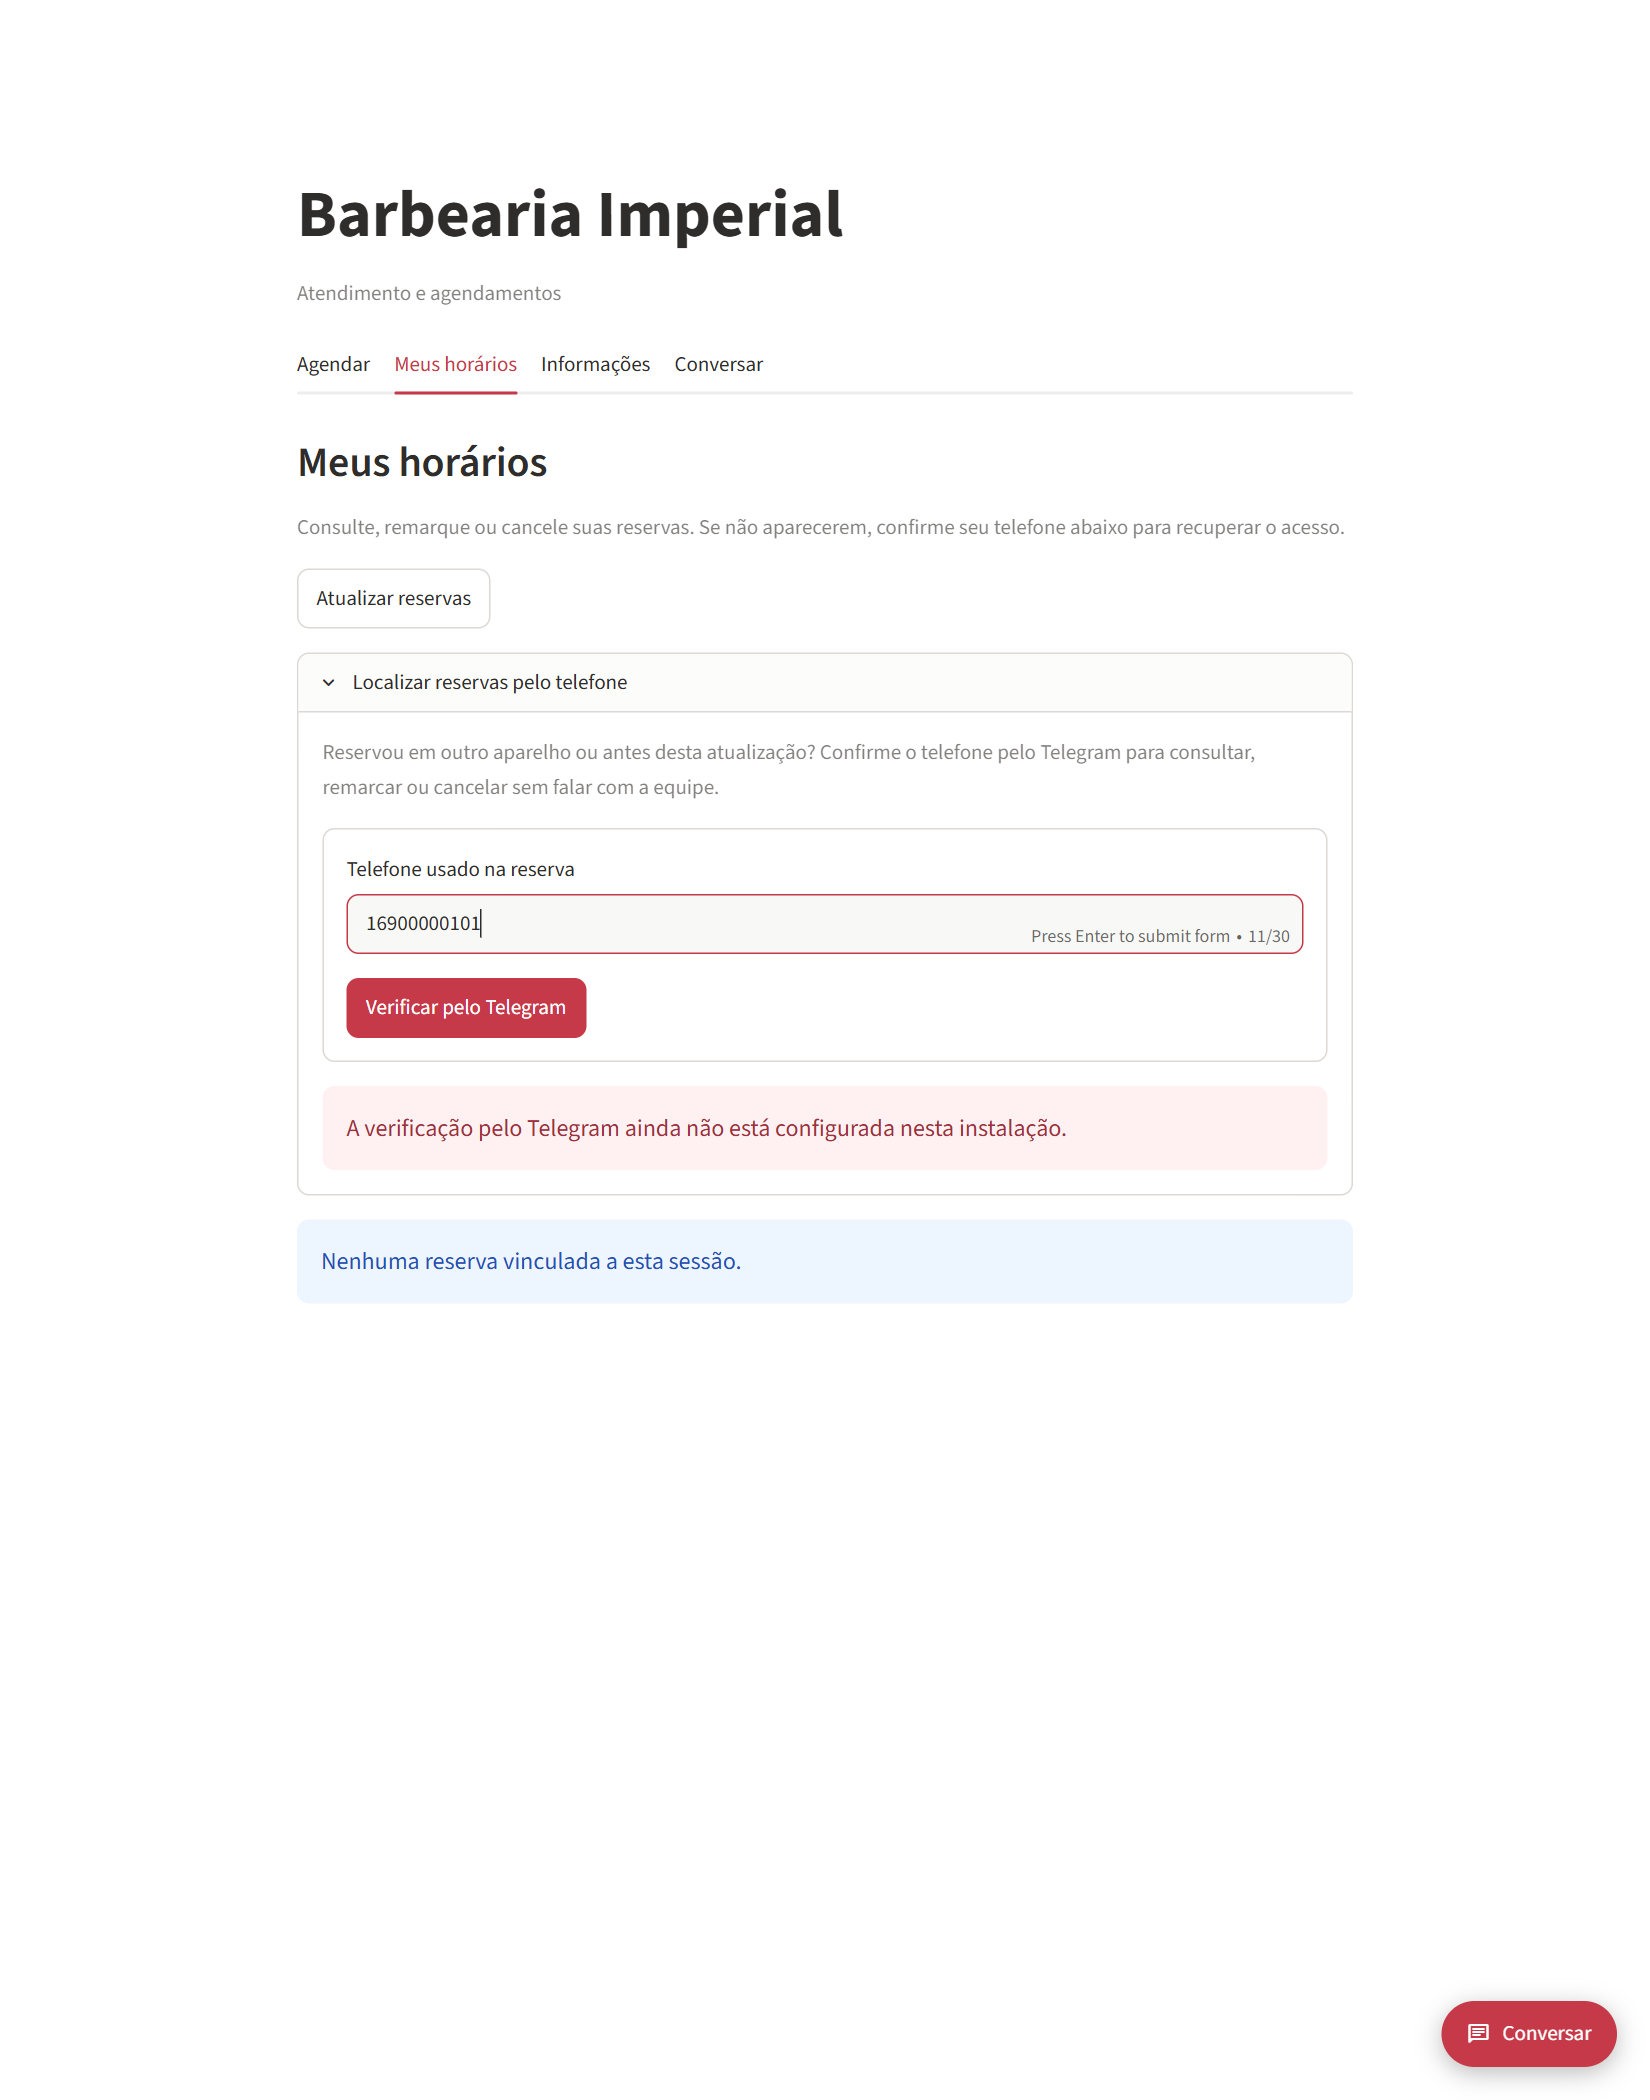 Barbearia Imperial
Atendimento e agendamentos
Agendar Meus horários Informações Conversar
Meus horários
Consulte, remarque ou cancele suas reservas. Se não aparecerem, confirme seu telefone abaixo para recuperar o acesso.
Atualizar reservas
Localizar reservas pelo telefone
Reservou em outro aparelho ou antes desta atualização? Confirme o telefone pelo Telegram para consultar,
remarcar ou cancelar sem falar com a equipe.
Telefone usado na reserva
16900000101
Press Enter to submit form • 11/30
Verificar pelo Telegram
A verificação pelo Telegram ainda não está configurada nesta instalação.
Nenhuma reserva vinculada a esta sessão.
Conversar